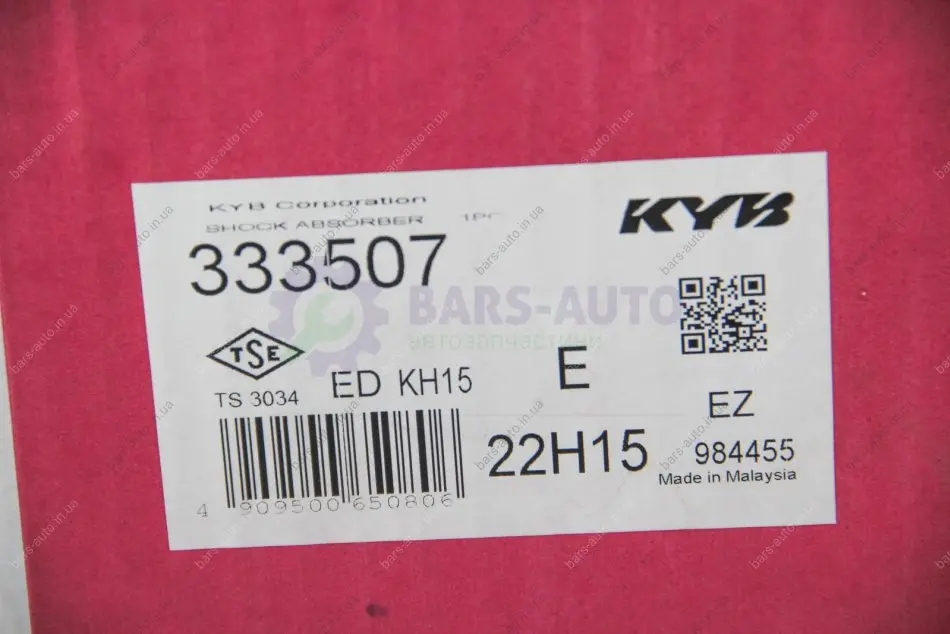 KYB Corporation
SHOCK ABSORBER 1PC
KYB
333507
BARS-AUTO
автозапчастини
TSE
TS 3034
ED KH15
E
EZ
22H15
984455
Made in Malaysia
4 909500 650806
bars-auto.in.ua